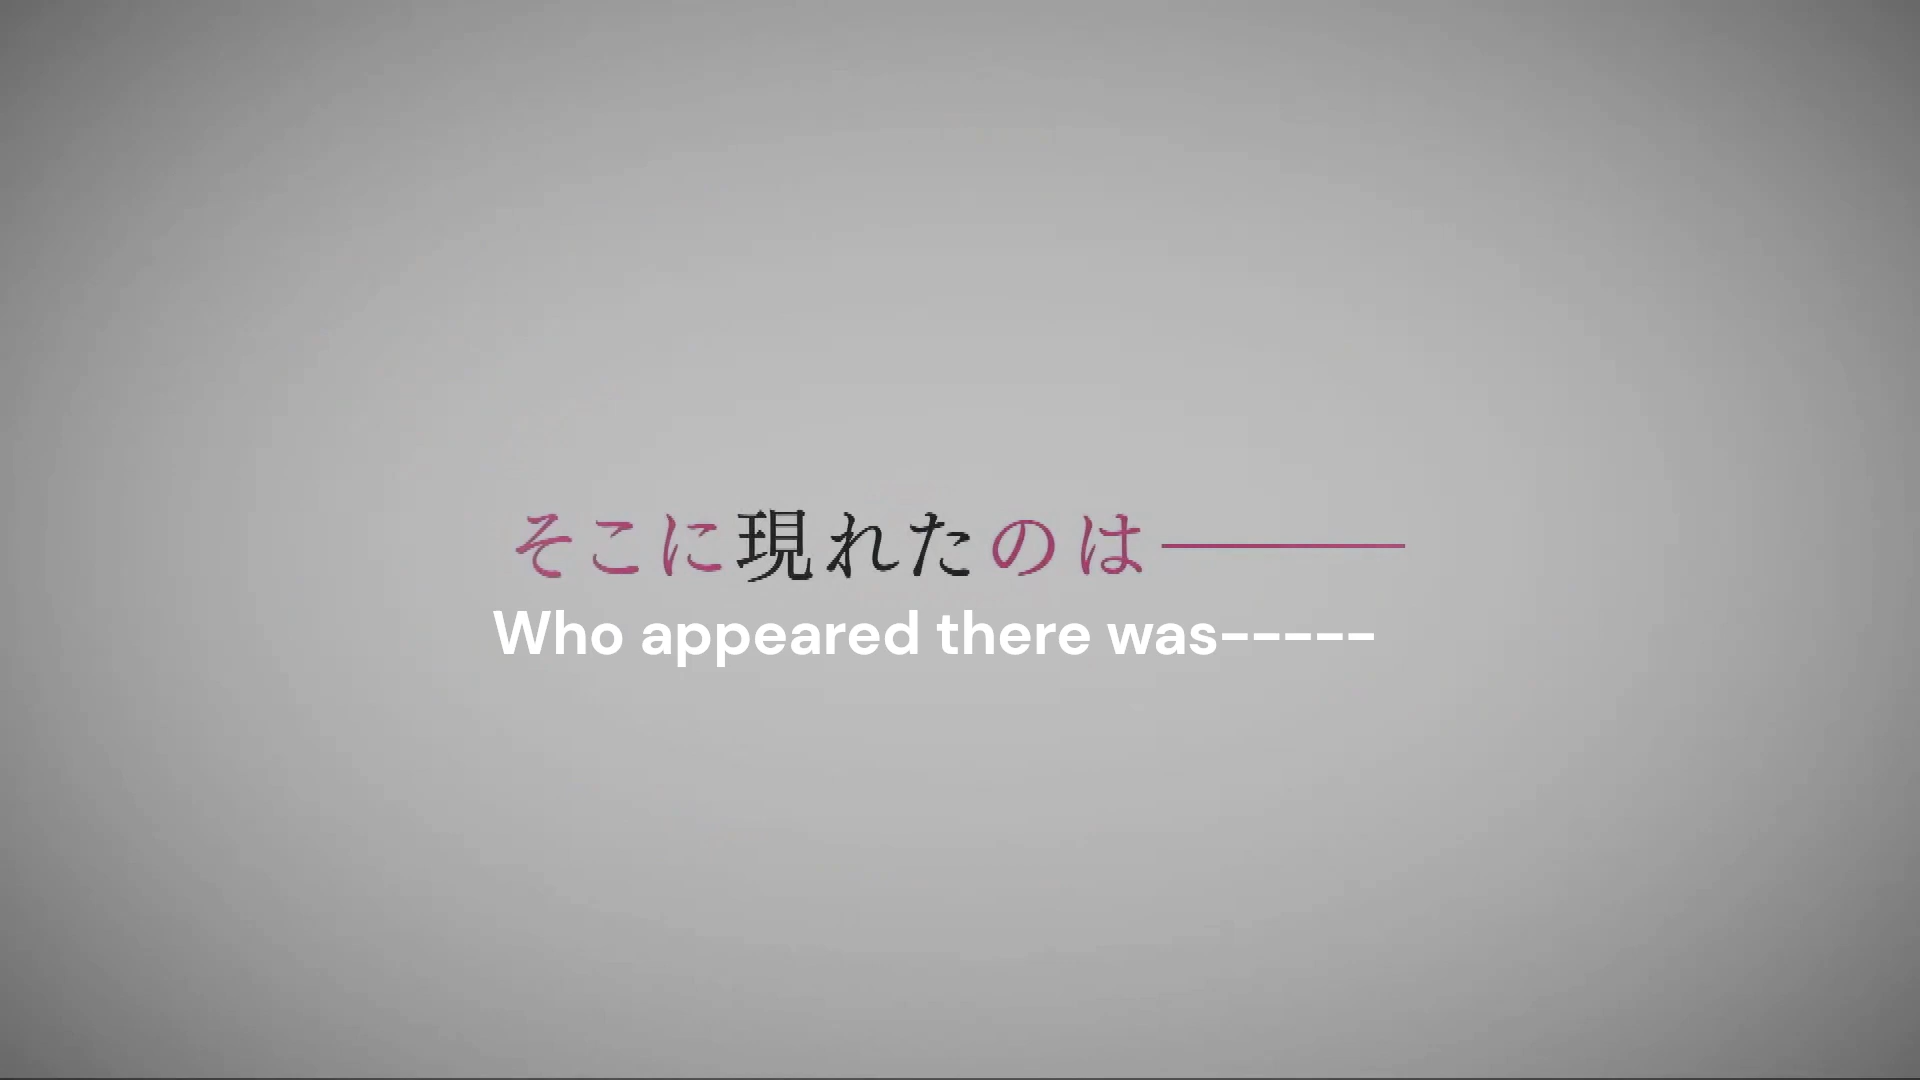 そこに現れたのは———
Who appeared there was-----